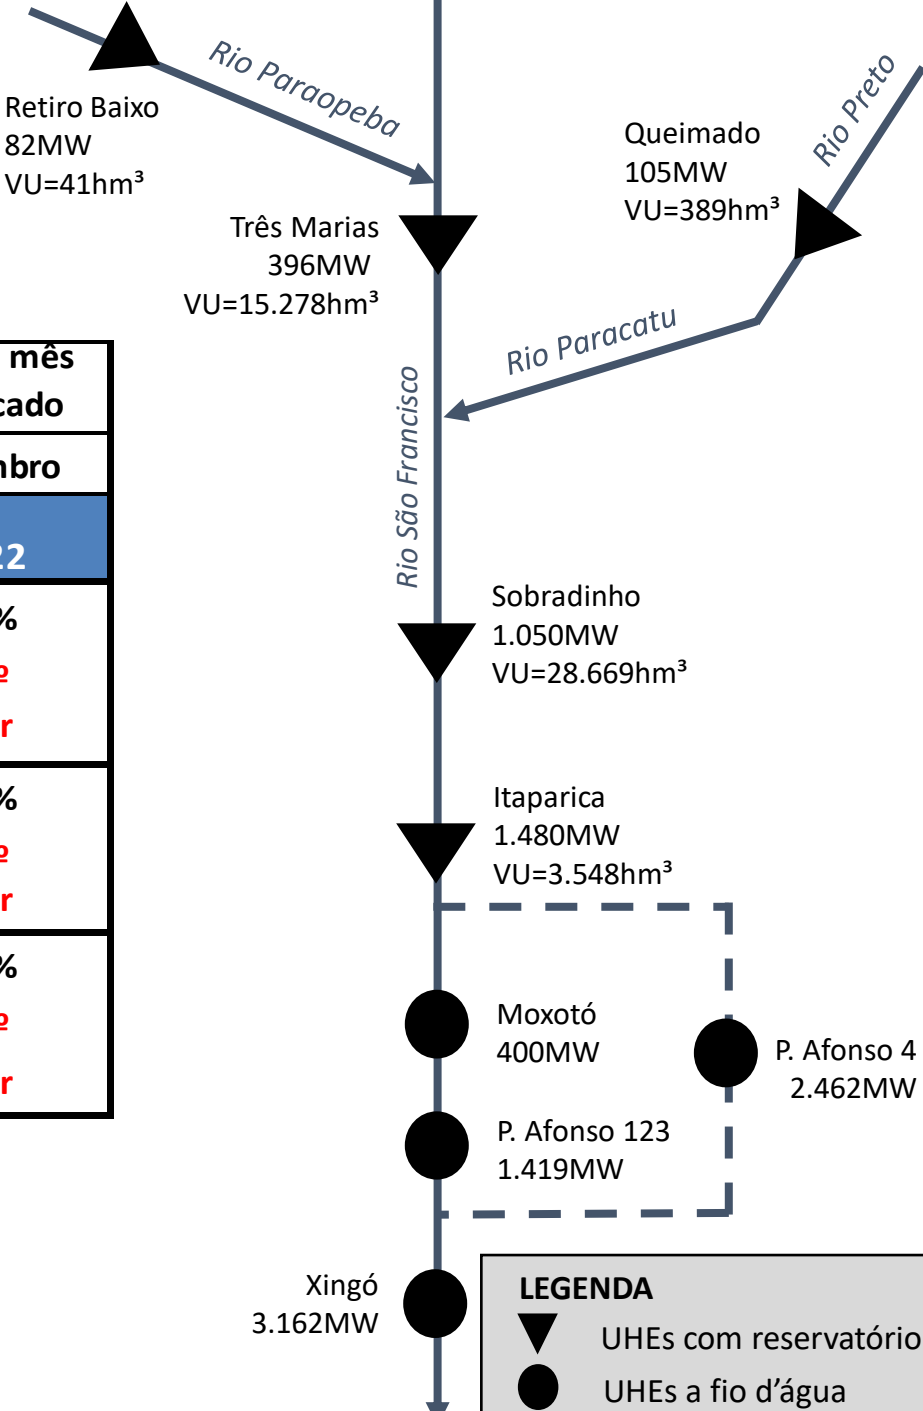 Rio Paraopeba
Rio Preto
Retiro Baixo
82MW
VU=41hm³
Queimado
105MW
VU=389hm³
Três Marias
396MW
VU=15.278hm³
Rio Paracatu
Rio São Francisco
mês
Sobradinho
1.050MW
VU=28.669hm³
Itaparica
1.480MW
VU=3.548hm³
Moxotó
400MW
P. Afonso 4
2.462MW
P. Afonso 123
1.419MW
Xingó
3.162MW
LEGENDA
UHEs com reservatório
UHEs a fio d’água